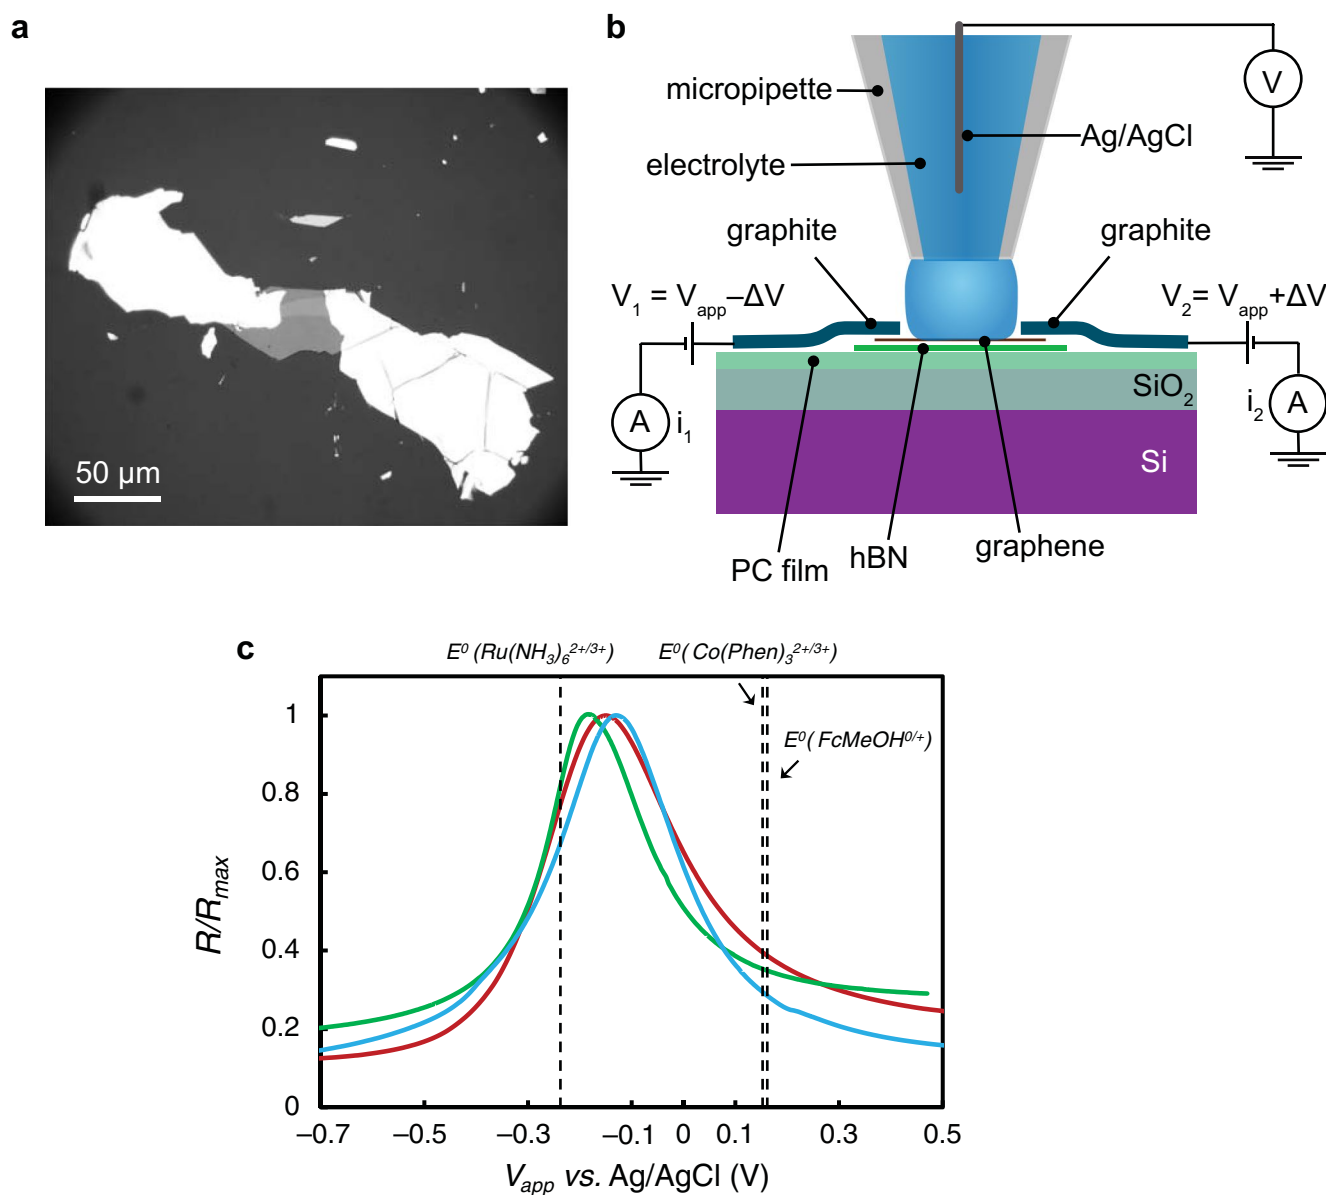 a
50 μm
b
micropipette
electrolyte
Ag/AgCl
V
graphite
graphite
V₁ = Vapp−ΔV
V₂= Vapp+ΔV
A
i₁
i₂
A
SiO₂
Si
PC film
hBN
graphene
c
E⁰ (Ru(NH₃)₆²⁺/³⁺)
E⁰( Co(Phen)₃²⁺/³⁺)
E⁰( FcMeOH⁰/⁺)
R/Rmax
1
0.8
0.6
0.4
0.2
0
−0.7
−0.5
−0.3
−0.1
0
0.1
0.3
0.5
Vapp vs. Ag/AgCl (V)